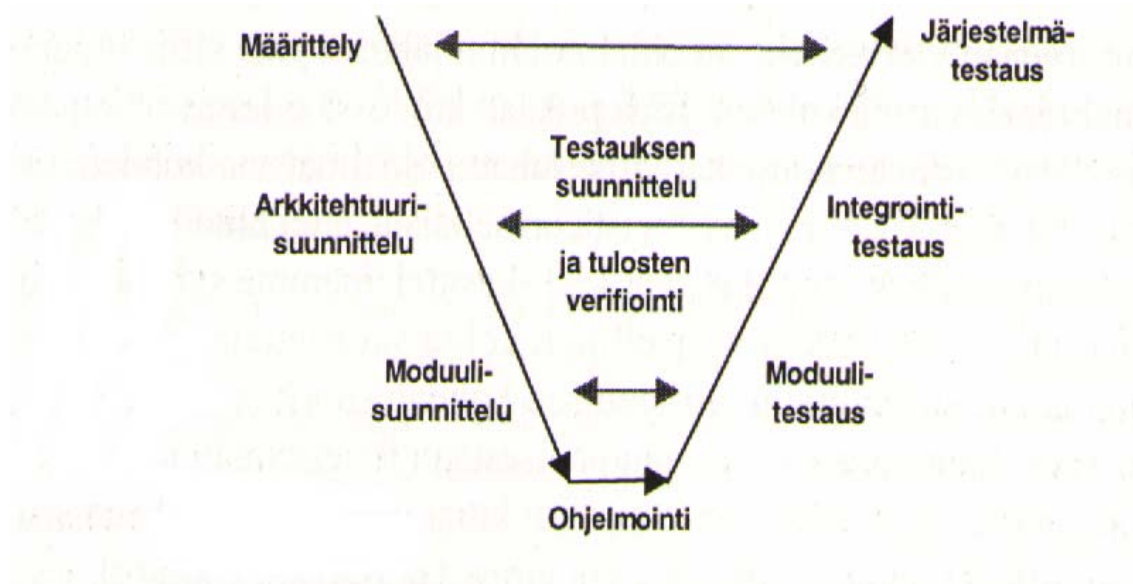 Määrittely
Järjestelmä-
testaus
Testauksen
suunnittelu
Arkkitehtuuri-
suunnittelu
Integrointi-
testaus
ja tulosten
verifiointi
Moduuli-
suunnittelu
Moduuli-
testaus
Ohjelmointi